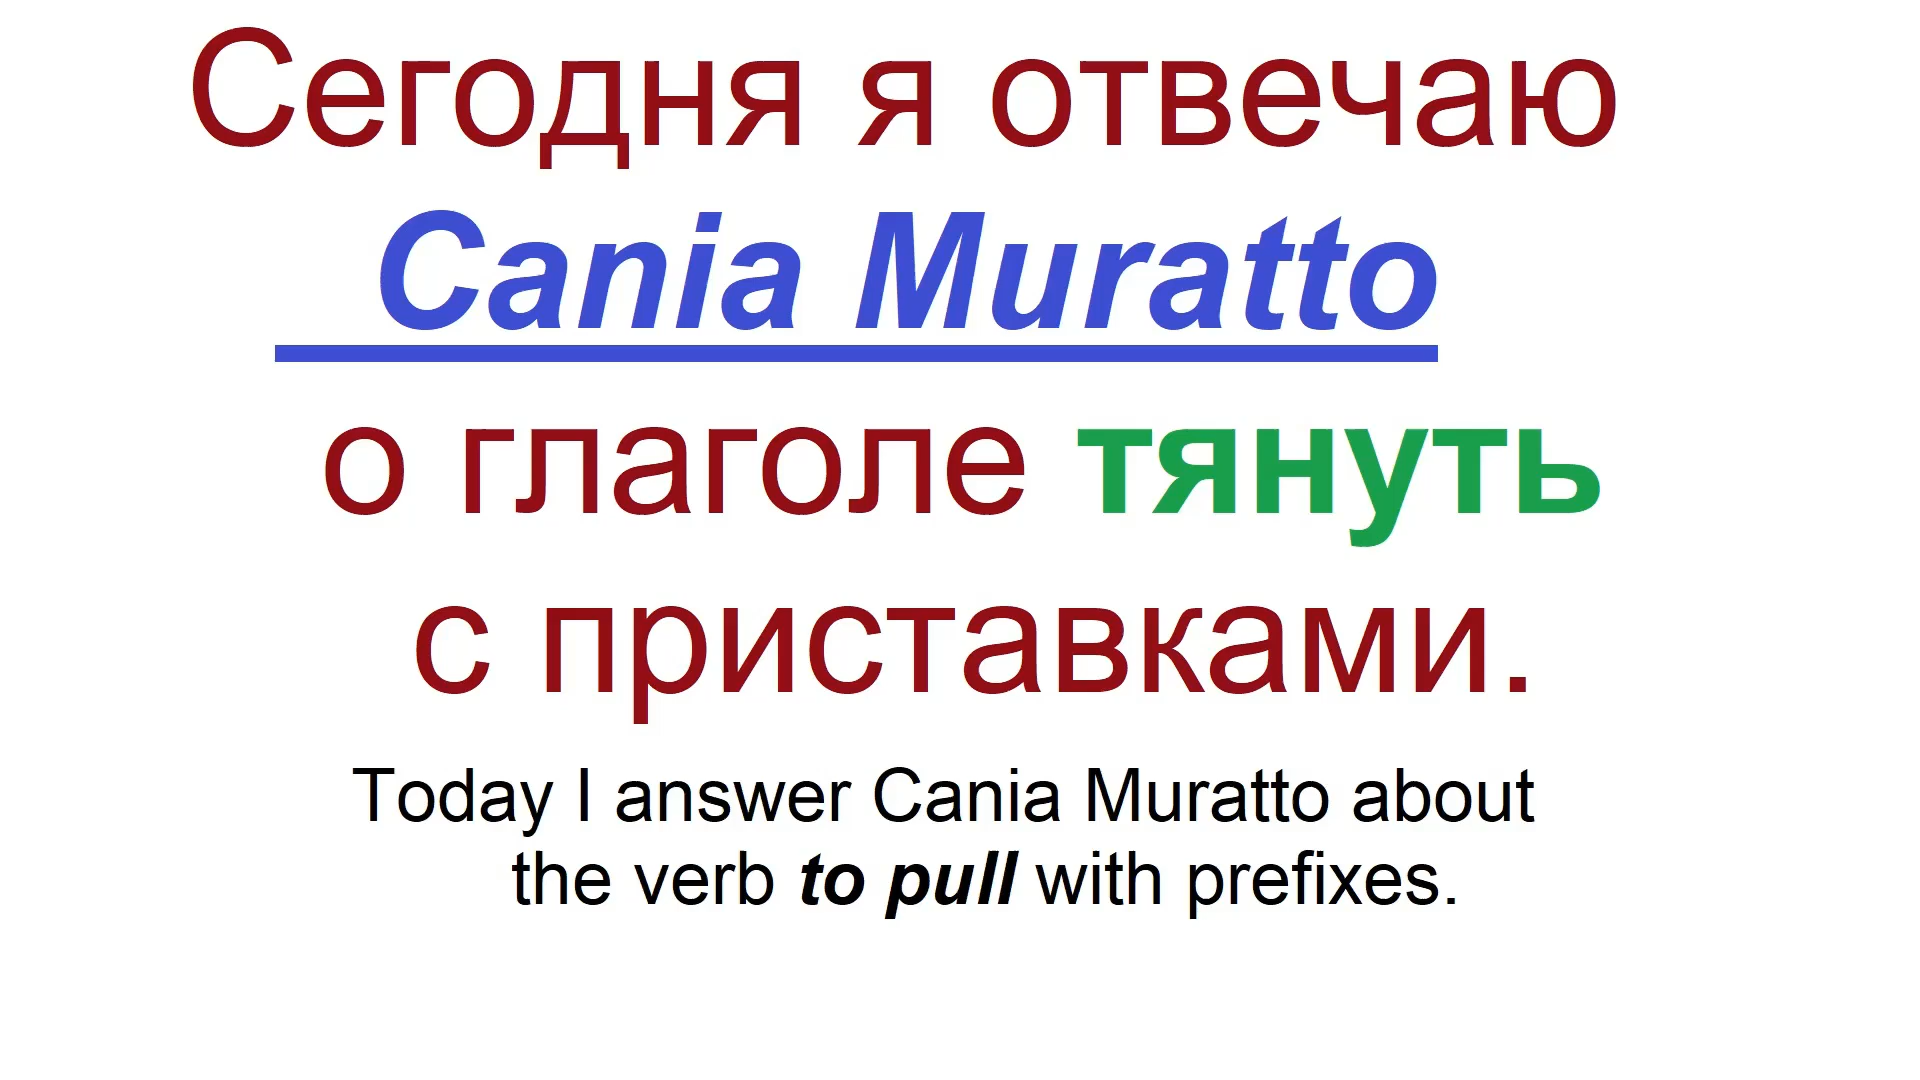 Сегодня я отвечаю
Cania Muratto
о глаголе тянуть
с приставками.
Today I answer Cania Muratto about
the verb to pull with prefixes.